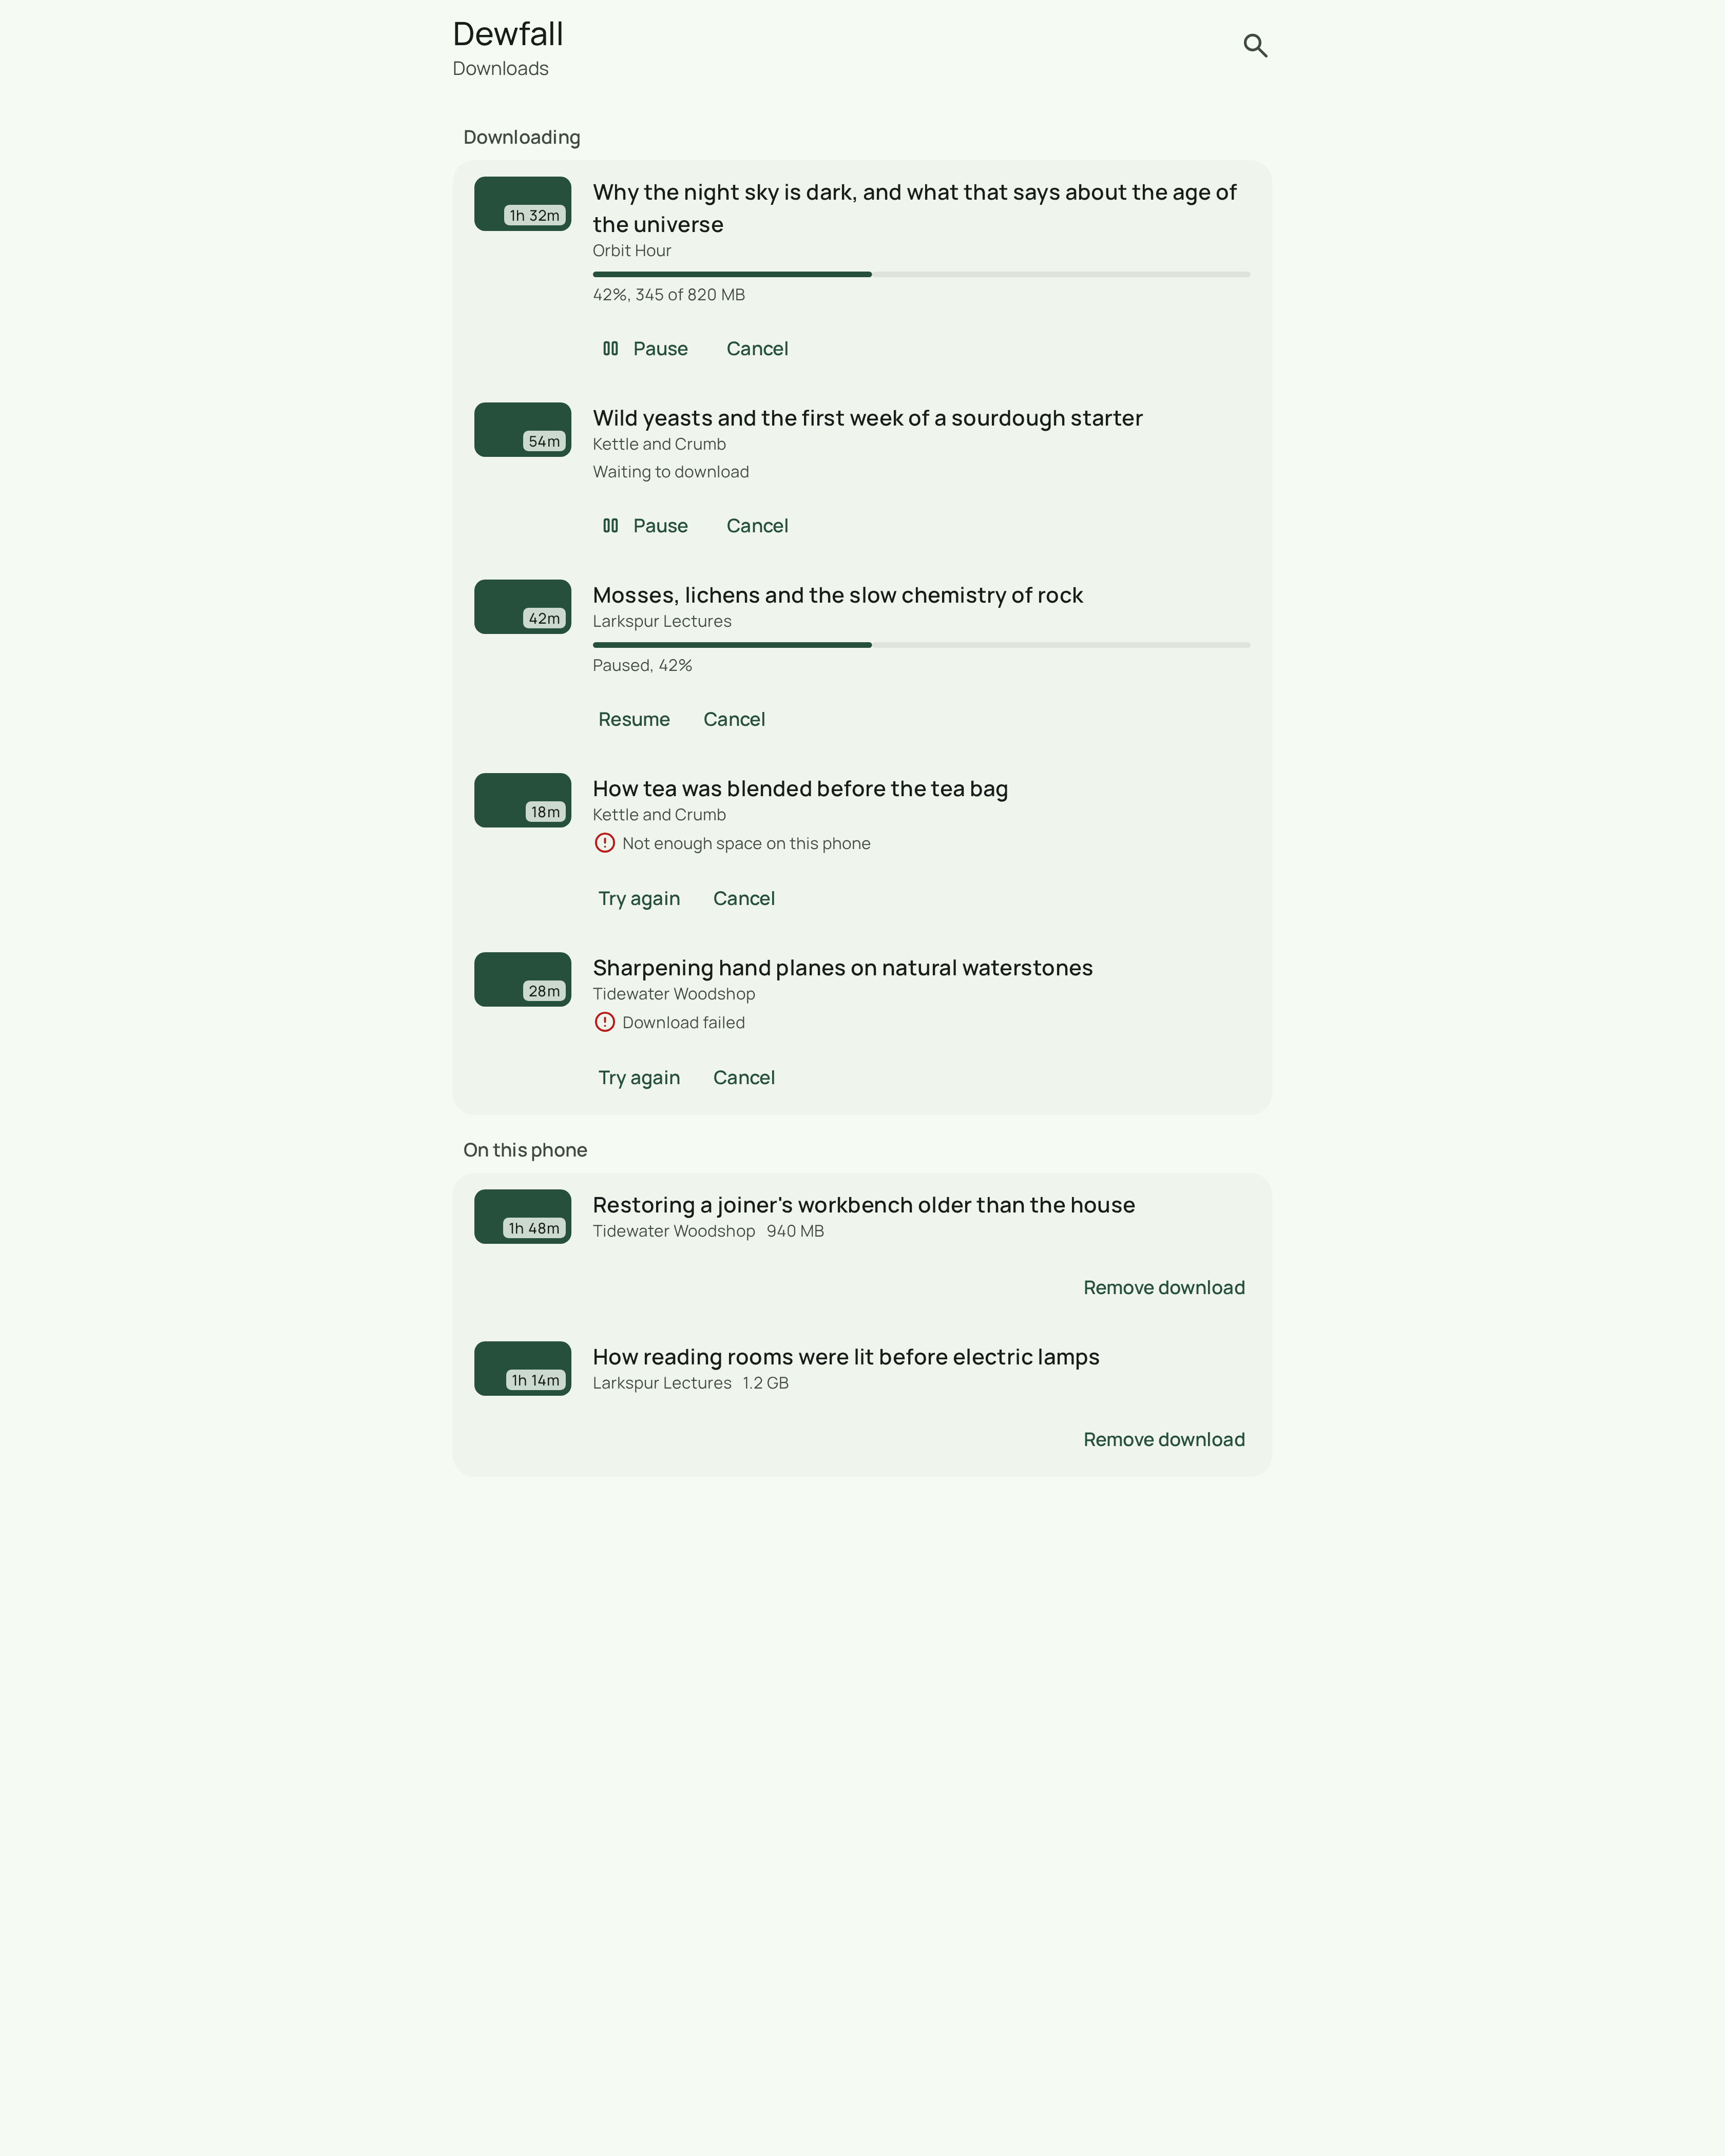 Dewfall
Downloads
Downloading
1h 32m
Why the night sky is dark, and what that says about the age of
the universe
Orbit Hour
42%, 345 of 820 MB
Pause
Cancel
54m
Wild yeasts and the first week of a sourdough starter
Kettle and Crumb
Waiting to download
Pause
Cancel
42m
Mosses, lichens and the slow chemistry of rock
Larkspur Lectures
Paused, 42%
Resume
Cancel
18m
How tea was blended before the tea bag
Kettle and Crumb
Not enough space on this phone
Try again
Cancel
28m
Sharpening hand planes on natural waterstones
Tidewater Woodshop
Download failed
Try again
Cancel
On this phone
1h 48m
Restoring a joiner's workbench older than the house
Tidewater Woodshop 940 MB
Remove download
1h 14m
How reading rooms were lit before electric lamps
Larkspur Lectures 1.2 GB
Remove download